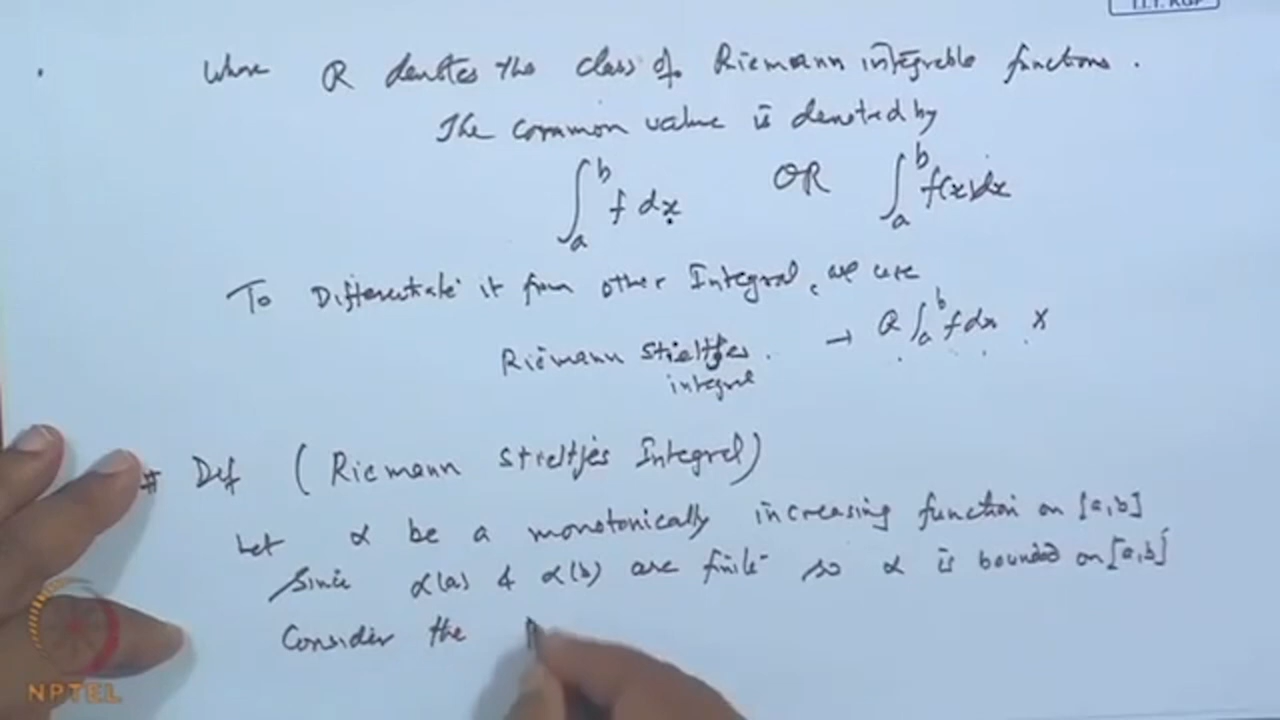 I.I.T. KGP
Where R denotes the class of Riemann integrable functions.
The common value is denoted by
∫_a^b f dx OR ∫_a^b f(x)dx
To Differentiate it from other Integral, we use
Riemann Stieltjes → R ∫_a^b f dx X
integral
# Def (Riemann Stieltjes Integral)
Let α be a monotonically increasing function on [a,b]
Since α(a) & α(b) are finite so α is bounded on [a,b]
Consider the
NPTEL